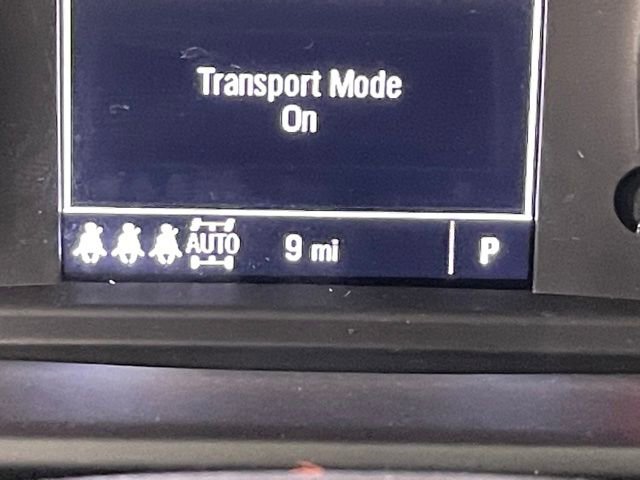 Transport Mode
On
AUTO 9 mi P